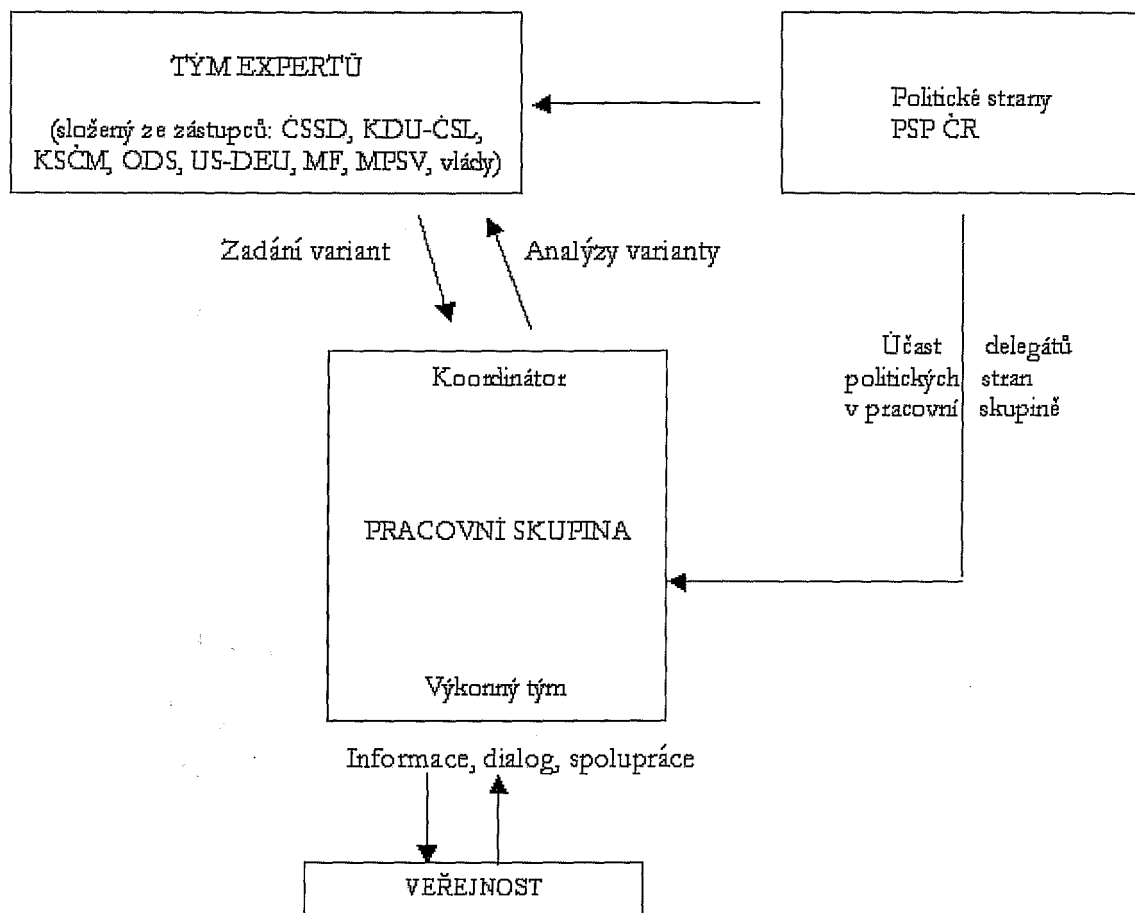 TÝM EXPERTŮ
(složený ze zástupců: ČSSD, KDU-ČSL,
KSČM, ODS, US-DEU, MF, MPSV, vlády)
Politické strany
PSP ČR
Zadání variant
Analýzy varianty
Účast delegátů
politických stran
v pracovní skupině
Koordinátor
PRACOVNÍ SKUPINA
Výkonný tým
Informace, dialog, spolupráce
VEŘEJNOST